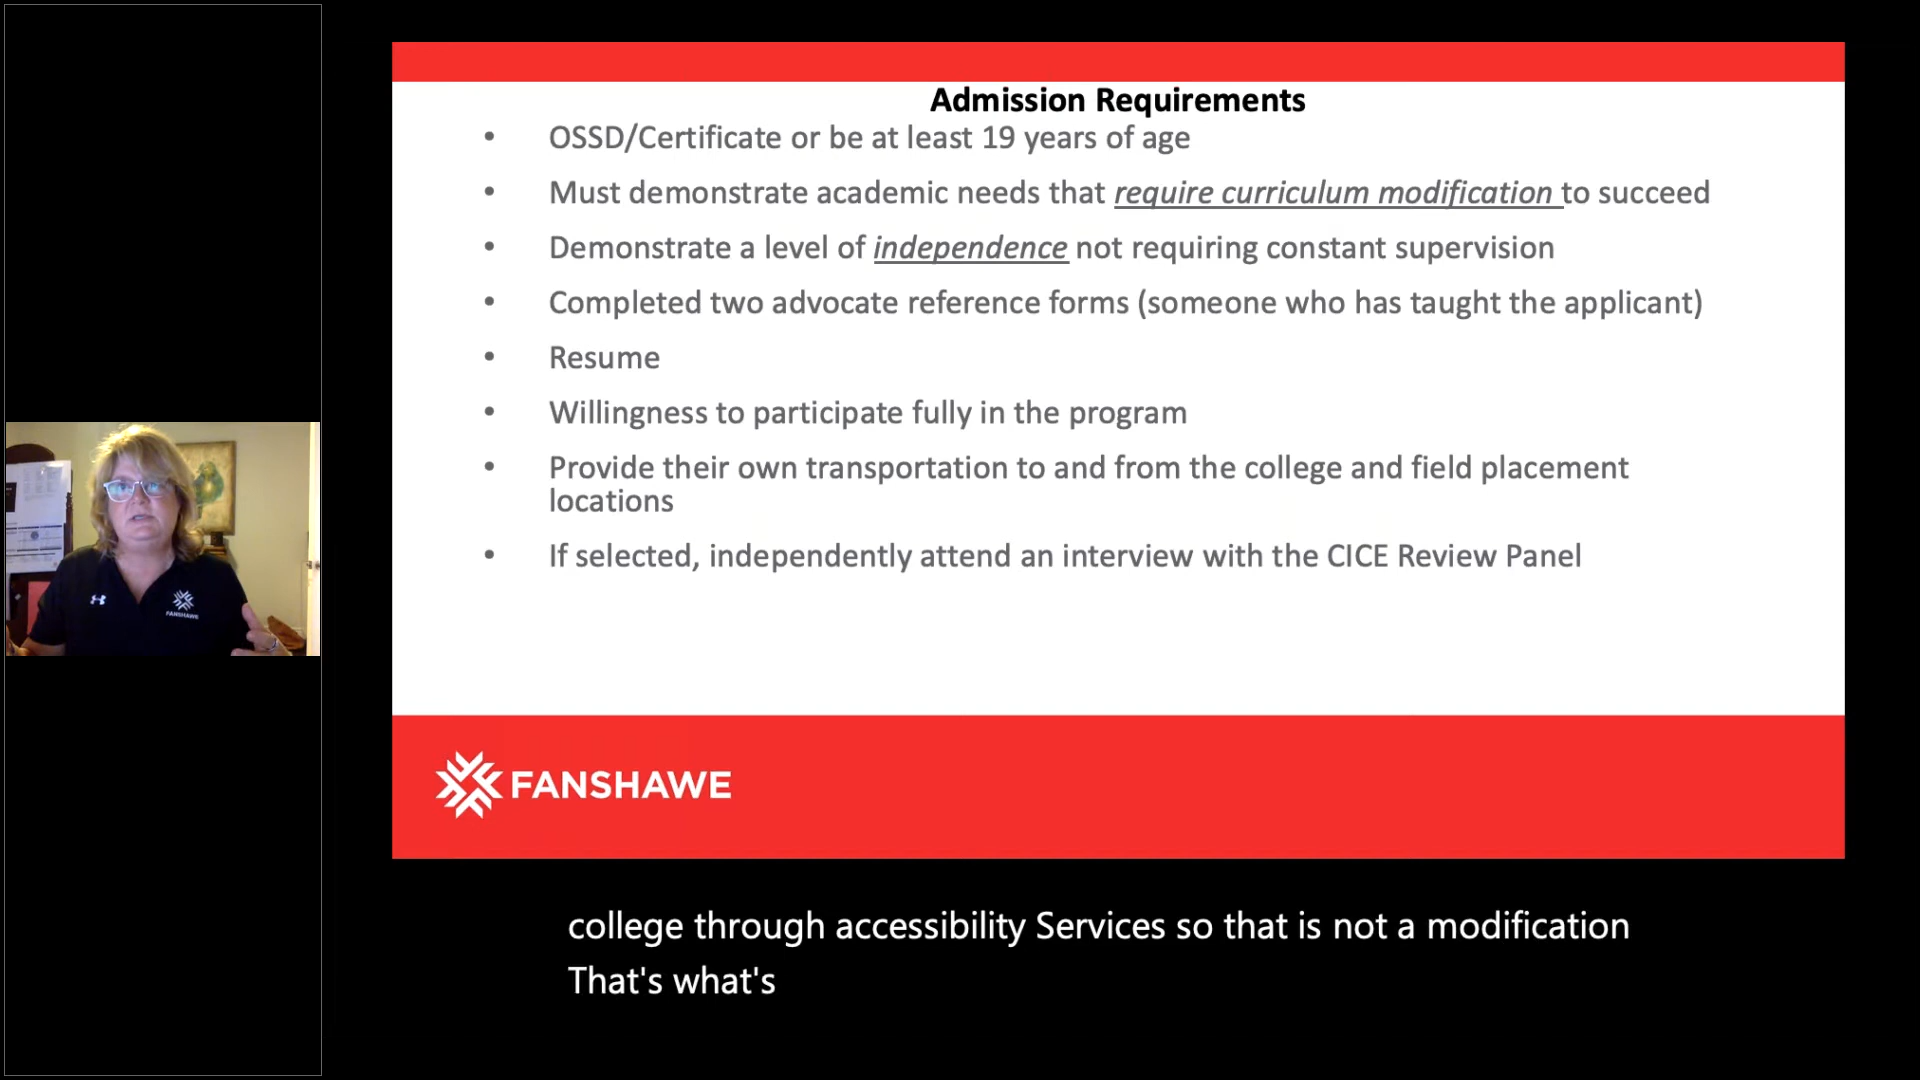 Admission Requirements
• OSSD/Certificate or be at least 19 years of age
• Must demonstrate academic needs that require curriculum modification to succeed
• Demonstrate a level of independence not requiring constant supervision
• Completed two advocate reference forms (someone who has taught the applicant)
• Resume
• Willingness to participate fully in the program
• Provide their own transportation to and from the college and field placement
locations
• If selected, independently attend an interview with the CICE Review Panel
FANSHAWE
FANSHAWE
college through accessibility Services so that is not a modification
That's what's